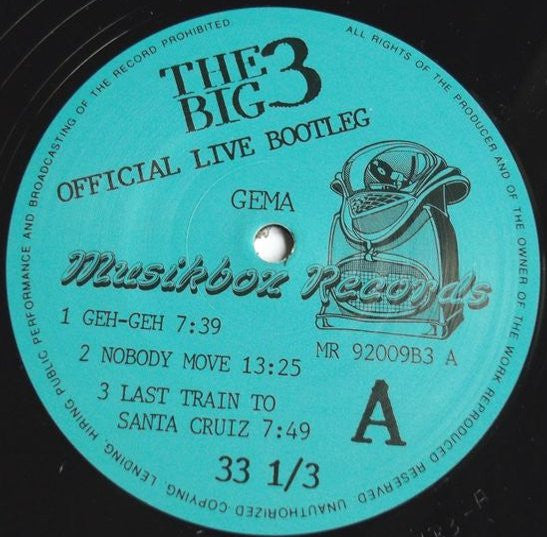 ALL RIGHTS OF THE PRODUCER AND OF THE OWNER OF THE WORK REPRODUCED RESERVED. UNAUTHORIZED COPYING, LENDING, HIRING PUBLIC PERFORMANCE AND BROADCASTING OF THE RECORD PROHIBITED.
THE
BIG 3
OFFICIAL LIVE BOOTLEG
GEMA
Musikbox Records
1 GEH-GEH 7:39
2 NOBODY MOVE 13:25
3 LAST TRAIN TO
SANTA CRUIZ 7:49
MR 92009B3 A
A
33 1/3